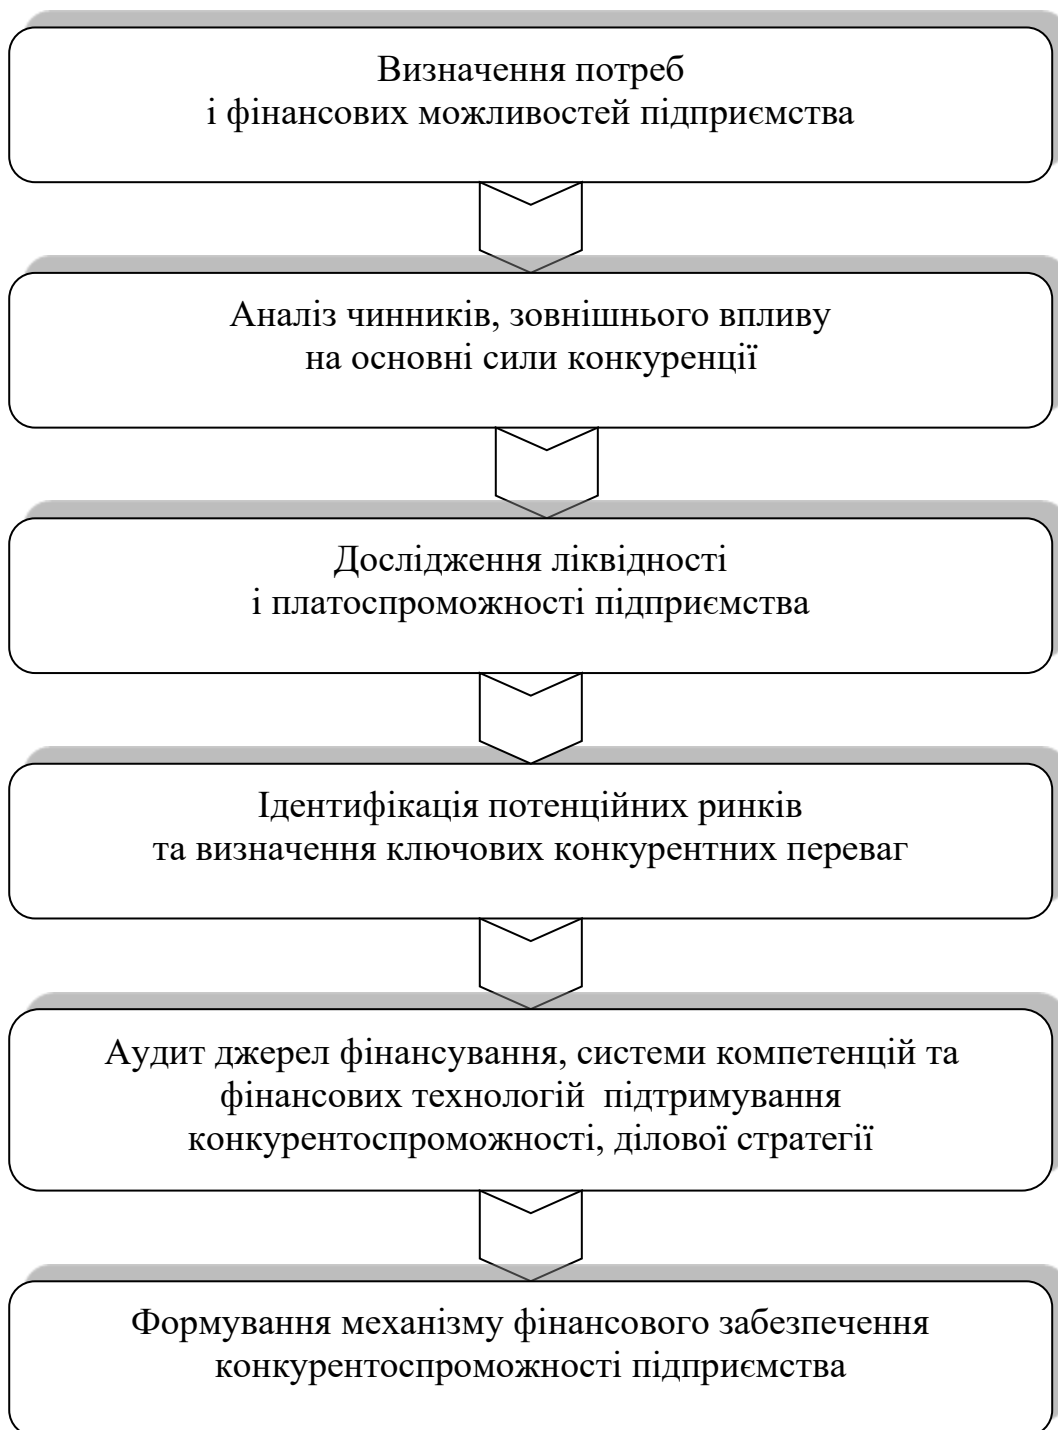 Визначення потреб
і фінансових можливостей підприємства
Аналіз чинників, зовнішнього впливу
на основні сили конкуренції
Дослідження ліквідності
і платоспроможності підприємства
Ідентифікація потенційних ринків
та визначення ключових конкурентних переваг
Аудит джерел фінансування, системи компетенцій та
фінансових технологій  підтримування
конкурентоспроможності, ділової стратегії
Формування механізму фінансового забезпечення
конкурентоспроможності підприємства